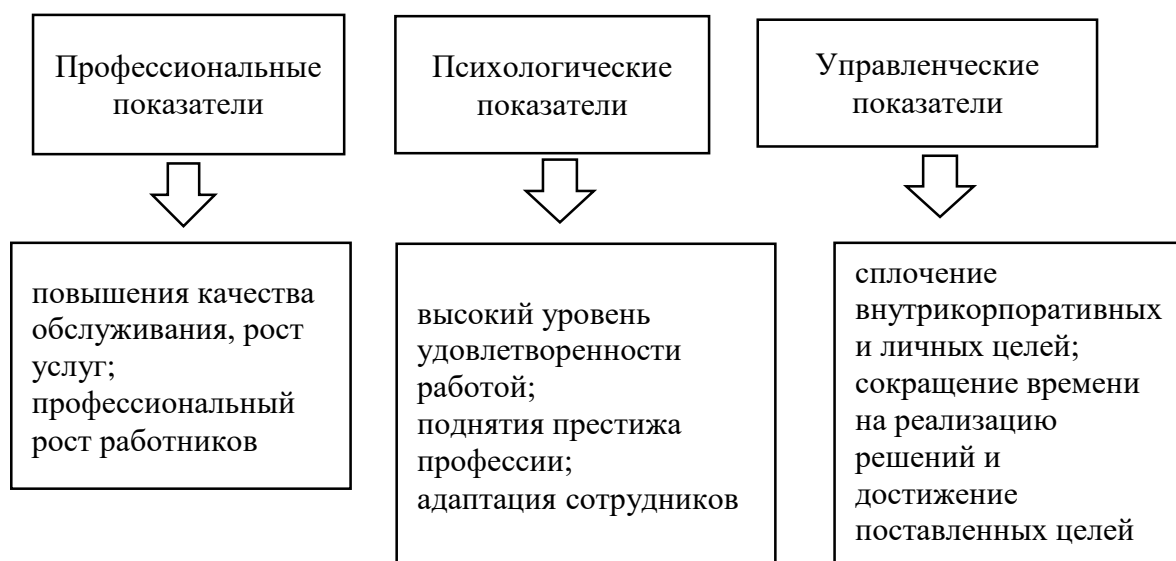 Профессиональные
показатели
Психологические
показатели
Управленческие
показатели
повышения качества
обслуживания, рост
услуг;
профессиональный
рост работников
высокий уровень
удовлетворенности
работой;
поднятия престижа
профессии;
адаптация сотрудников
сплочение
внутрикорпоративных
и личных целей;
сокращение времени
на реализацию
решений и
достижение
поставленных целей